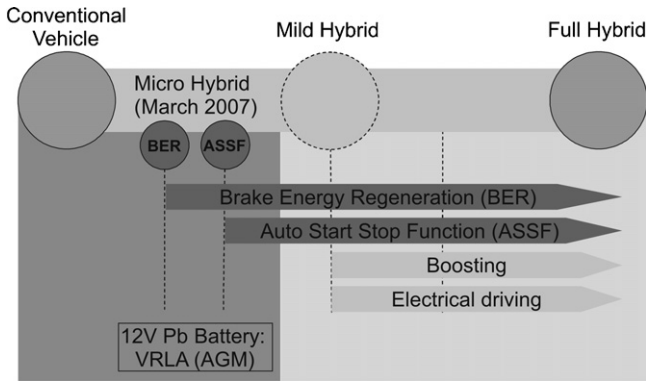 Conventional
Vehicle
Mild Hybrid
Full Hybrid
Micro Hybrid
(March 2007)
BER
ASSF
Brake Energy Regeneration (BER)
Auto Start Stop Function (ASSF)
Boosting
Electrical driving
12V Pb Battery:
VRLA (AGM)